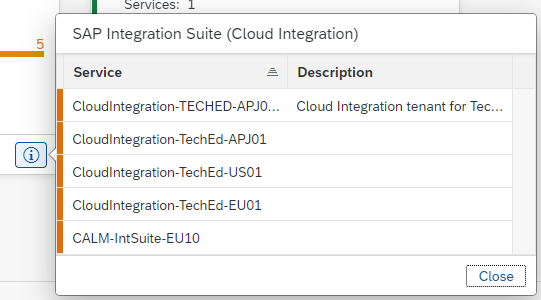 Services: 1
5
SAP Integration Suite (Cloud Integration)
Service Description
CloudIntegration-TECHED-APJ0... Cloud Integration tenant for Tec...
CloudIntegration-TechEd-APJ01
CloudIntegration-TechEd-US01
CloudIntegration-TechEd-EU01
CALM-IntSuite-EU10
Close